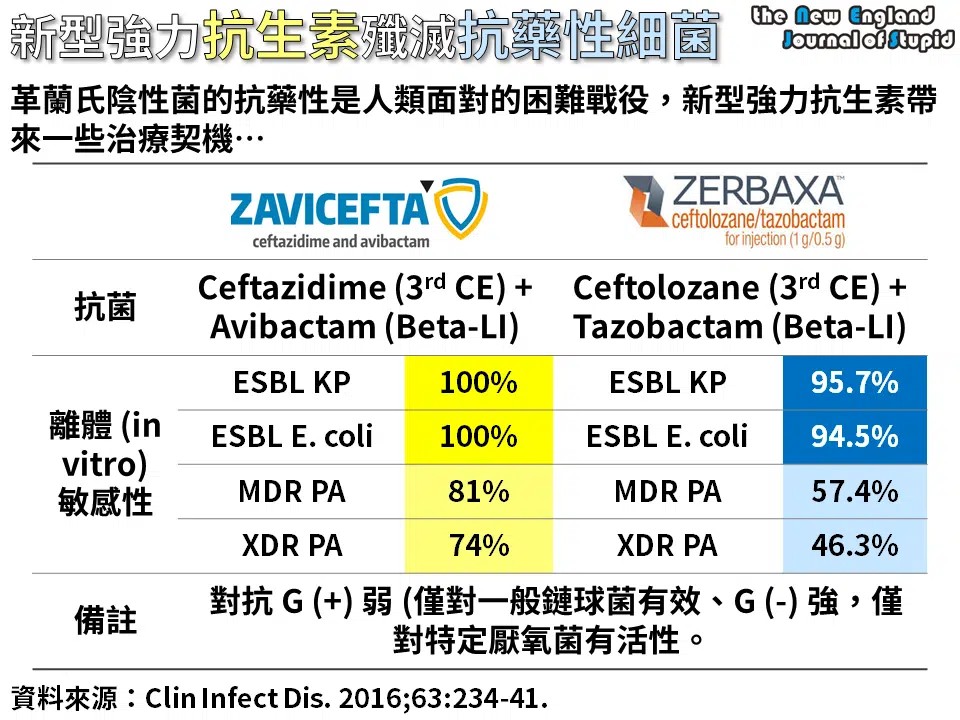 新型強力抗生素殲滅抗藥性細菌
the New England
Journal of Stupid
革蘭氏陰性菌的抗藥性是人類面對的困難戰役，新型強力抗生素帶
來一些治療契機…
ZAVICEFTA
ceftazidime and avibactam
ZERBAXA™
ceftolozane/tazobactam
for injection (1 g/0.5 g)
抗菌
Ceftazidime (3rd CE) +
Avibactam (Beta-LI)
Ceftolozane (3rd CE) +
Tazobactam (Beta-LI)
離體 (in
vitro)
敏感性
ESBL KP 100% ESBL KP 95.7%
ESBL E. coli 100% ESBL E. coli 94.5%
MDR PA 81% MDR PA 57.4%
XDR PA 74% XDR PA 46.3%
備註
對抗 G (+) 弱 (僅對一般鏈球菌有效、G (-) 強，僅
對特定厭氧菌有活性。
資料來源：Clin Infect Dis. 2016;63:234-41.